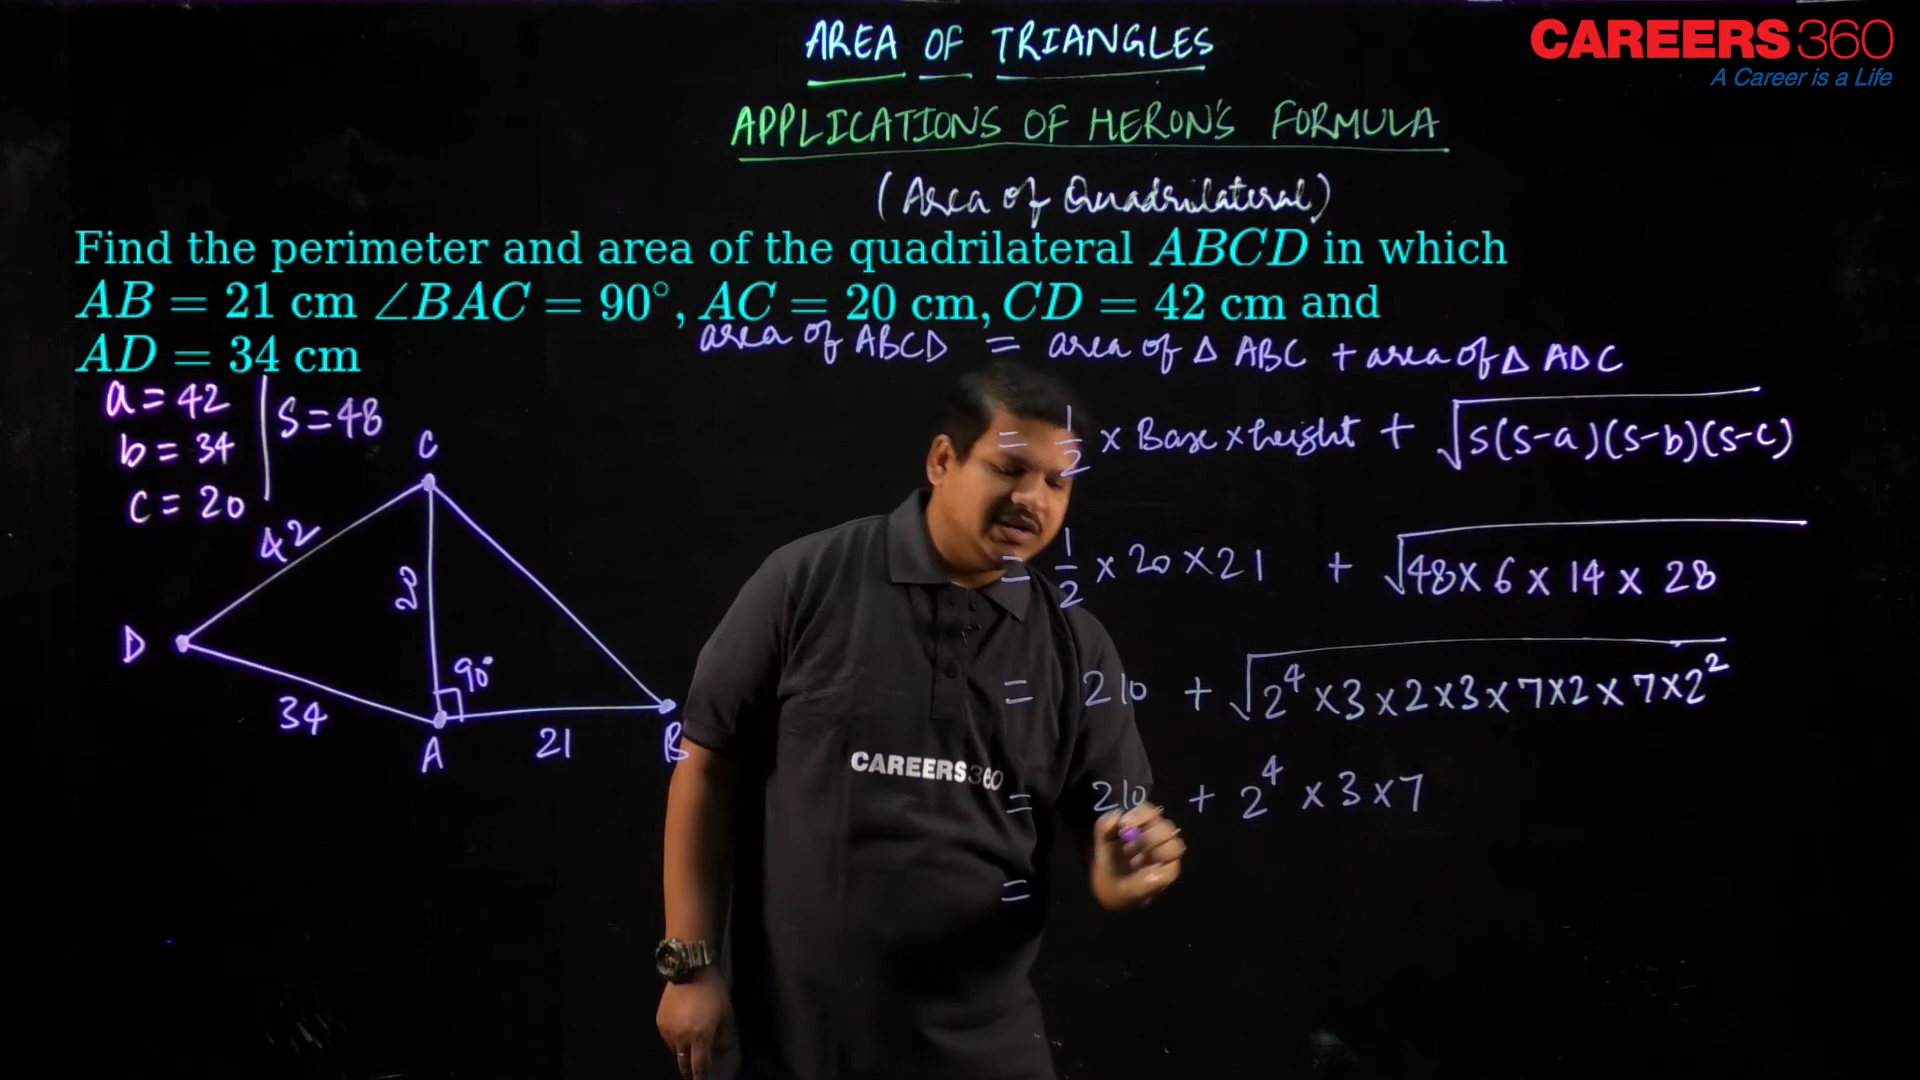 AREA OF TRIANGLES
CAREERS360
A Career is a Life
APPLICATIONS OF HERON'S FORMULA
(Area of Quadrilateral)
Find the perimeter and area of the quadrilateral ABCD in which
AB = 21 cm ∠BAC = 90°, AC = 20 cm, CD = 42 cm and
AD = 34 cm
area of ABCD = area of Δ ABC + area of Δ ADC
a = 42
b = 34
c = 20
S = 48
= 1/2 × Base × height + √S(S-a)(S-b)(S-c)
= 1/2 × 20 × 21 + √48 × 6 × 14 × 28
= 210 + √2⁴ × 3 × 2 × 3 × 7 × 2 × 7 × 2²
= 210 + 2⁴ × 3 × 7
=
C
42
20
D
90°
34
A
21
B
CAREERS360